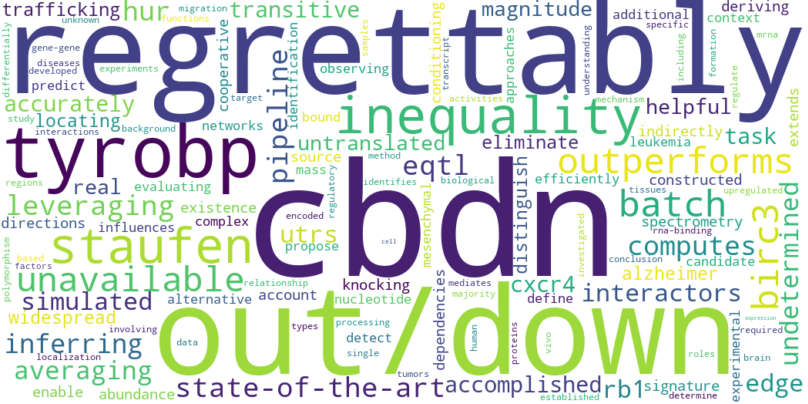 trafficking hur transitive magnitude additional context deriving
unknown migration functions specific
regrettably
differentially gene-gene diseases developed experiments
predict cooperative target identification observing conditioning transcript samples approaches understanding including formation mrna regulate
accurately pipeline bound activities inequality mechanism helpful extends
study locating networks untranslated eliminate indirectly task
interactions background leukemia
tyrobp source method eqtl outperforms
regions real evaluating mass regulatory identifies biological efficiently constructed
leveraging existence cbdn distinguish tissues batch upregulated
directions influences complex encoded mesenchymal rna-binding spectrometry undetermined
staufen utrs cell investigated computes birc3
polymorphism based propose conclusion candidate
unavailable relationship knocking mediates cxcr4 alzheimer
factors simulated alternative account nucleotide majority define interactors
widespread out/down expression
involving types processing detect dependencies required
inferring data single human proteins vivo roles experimental brain
localization
averaging tumors
enable abundance state-of-the-art accomplished rb1 signature edge
established determine